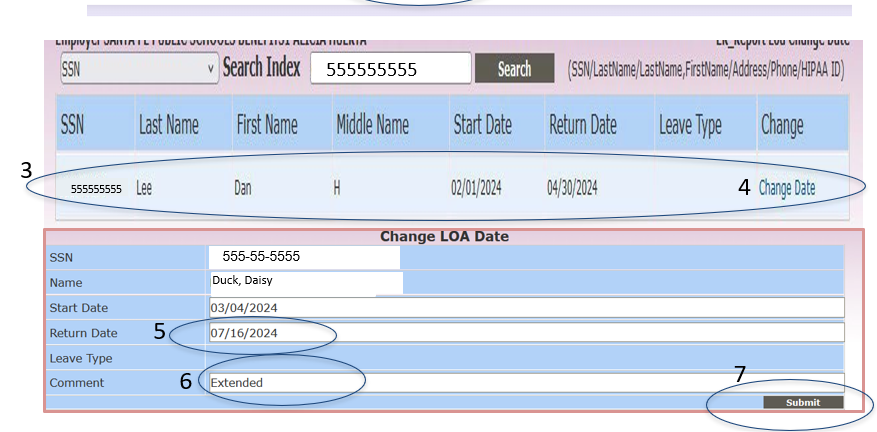 Employer SANTA FE PUBLIC SCHOOLS BENEFITS1 ALICIA HUERTA ER_Report Loa Change Date
SSN Search Index 555555555 Search (SSN/LastName/LastName,FirstName/Address/Phone/HIPAA ID)
SSN Last Name First Name Middle Name Start Date Return Date Leave Type Change
3
555555555 Lee Dan H 02/01/2024 04/30/2024 4 Change Date
Change LOA Date
SSN 555-55-5555
Name Duck, Daisy
Start Date 03/04/2024
Return Date 5 07/16/2024
Leave Type
Comment 6 Extended 7
Submit